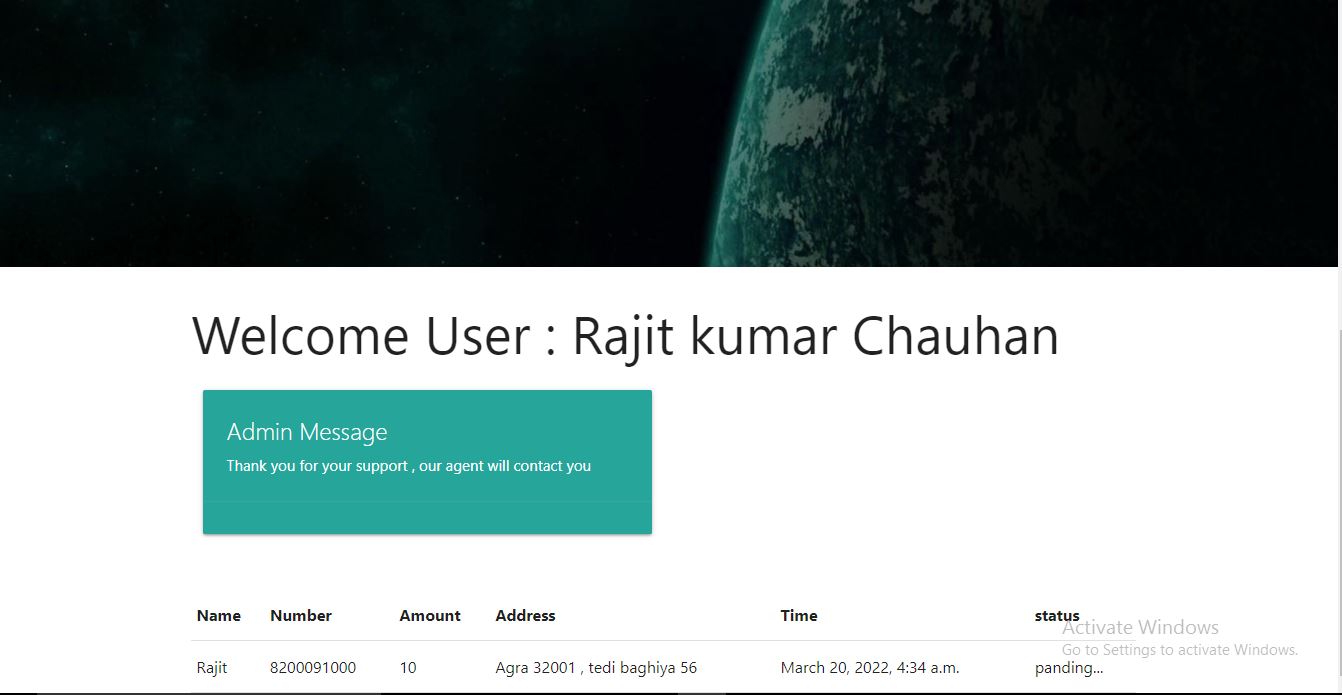 Welcome User : Rajit kumar Chauhan
Admin Message
Thank you for your support , our agent will contact you
Name Number Amount Address Time status
Rajit 8200091000 10 Agra 32001 , tedi baghiya 56 March 20, 2022, 4:34 a.m. panding...
Activate Windows
Go to Settings to activate Windows.